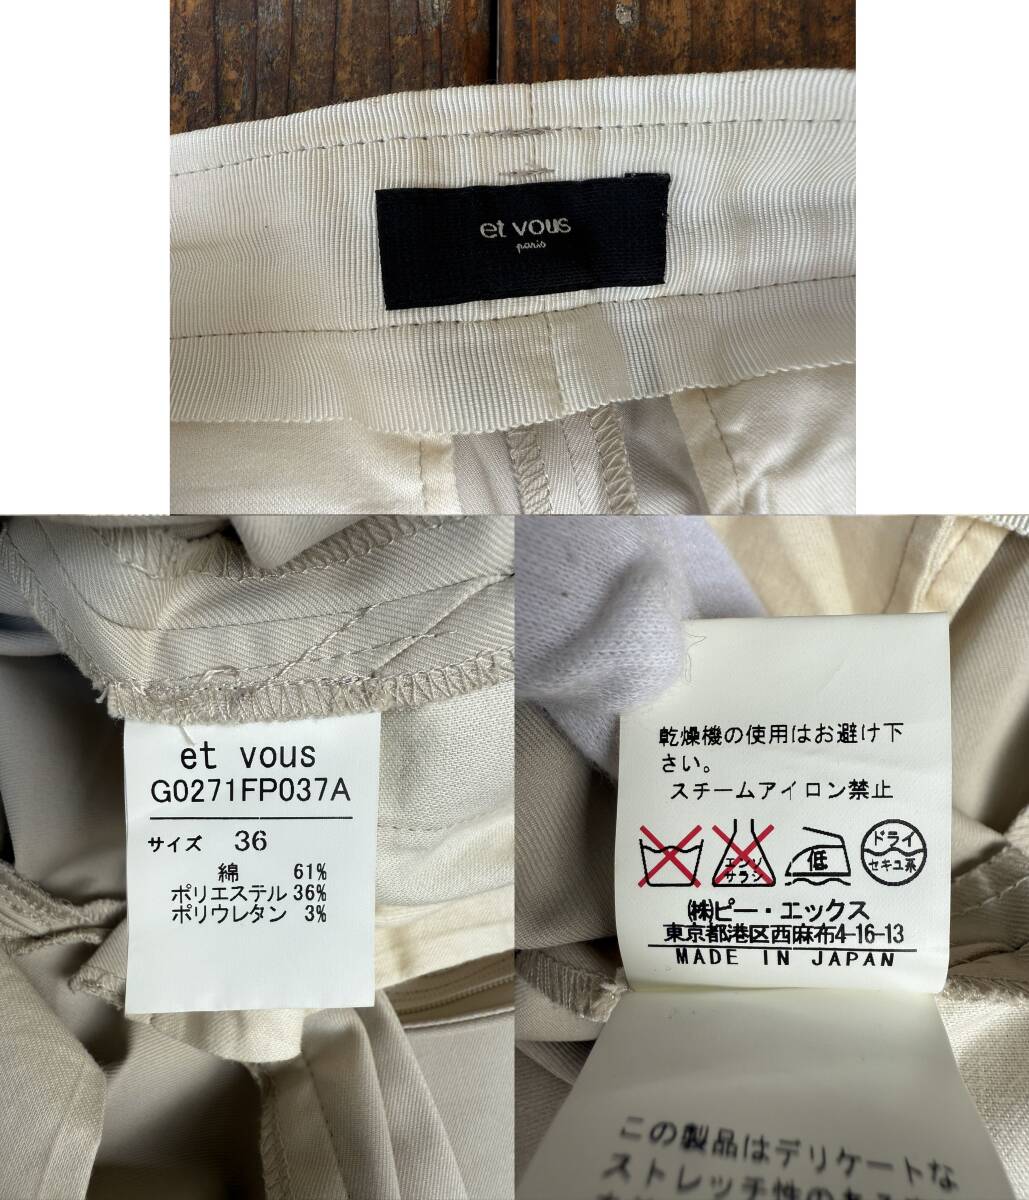 et vous
paris
et vous
G0271FP037A
サイズ 36
綿 61%
ポリエステル 36%
ポリウレタン 3%
乾燥機の使用はお避け下
さい。
スチームアイロン禁止
エンソ
サラシ
低
ドライ
セキユ系
㈱ピー・エックス
東京都港区西麻布4-16-13
MADE IN JAPAN
この製品はデリケートな
ストレッチ性の